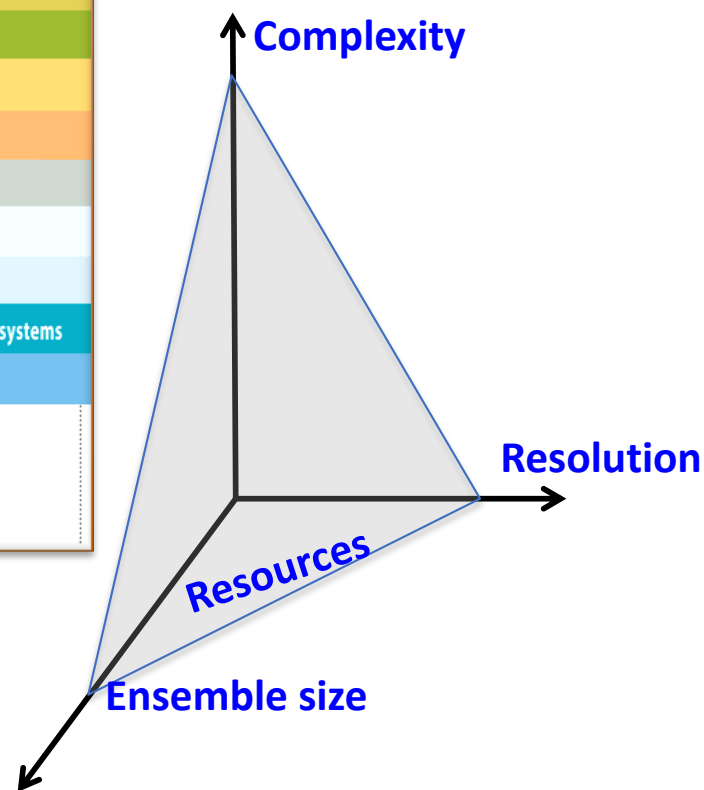 Complexity
systems
Resolution
Resources
Ensemble size